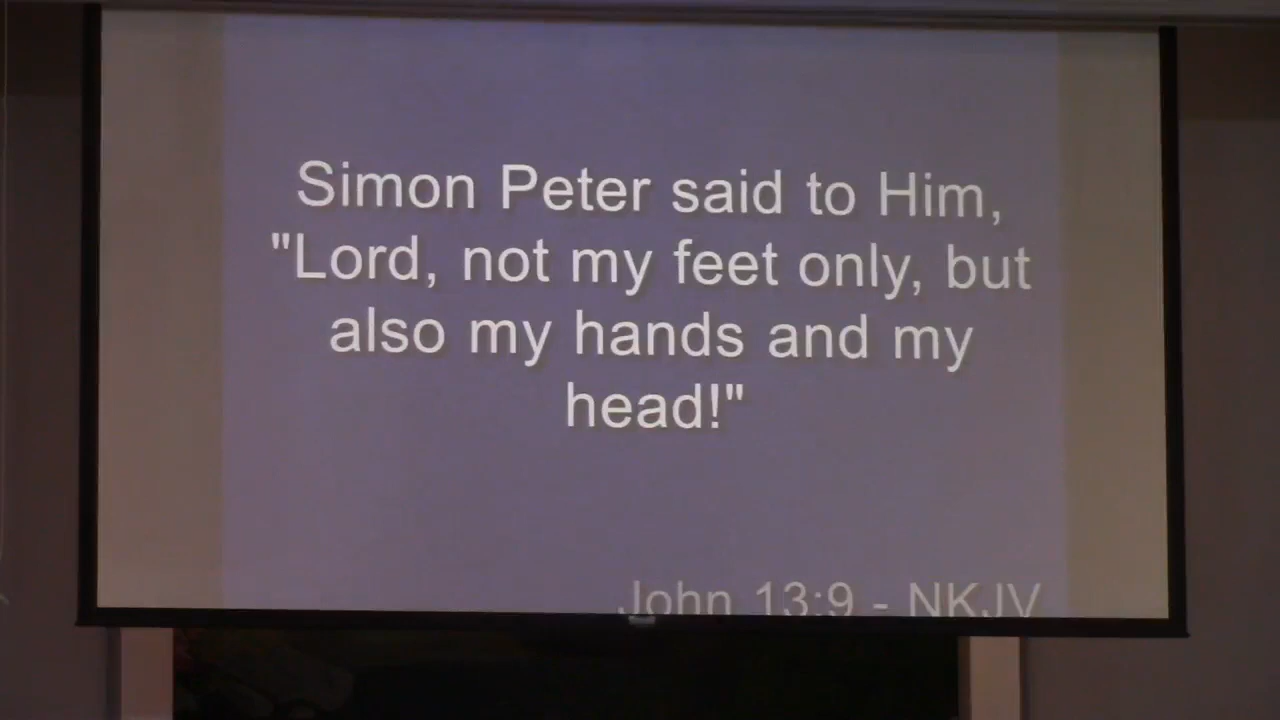 Simon Peter said to Him,
"Lord, not my feet only, but
also my hands and my
head!"
John 13:9 - NKJV